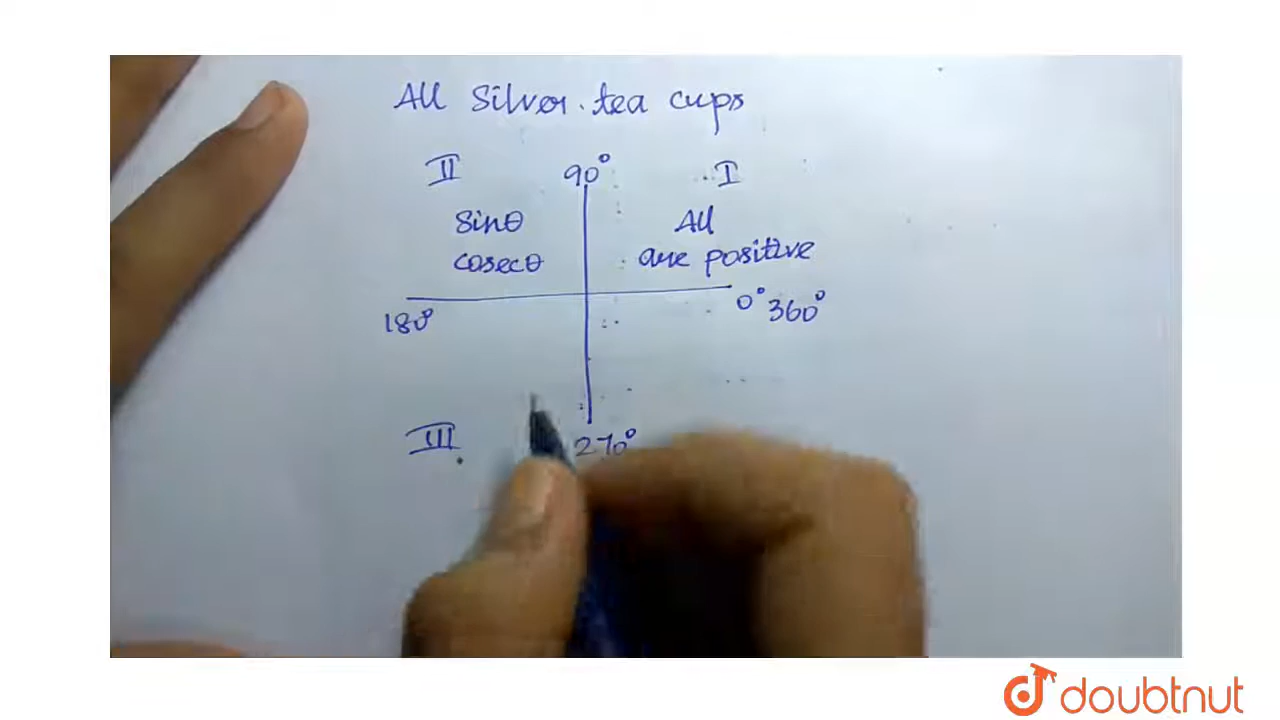 All Silver tea cups
II 90° I
sinθ All
cosecθ are positive
180° 0° 360°
III 270°
doubtnut